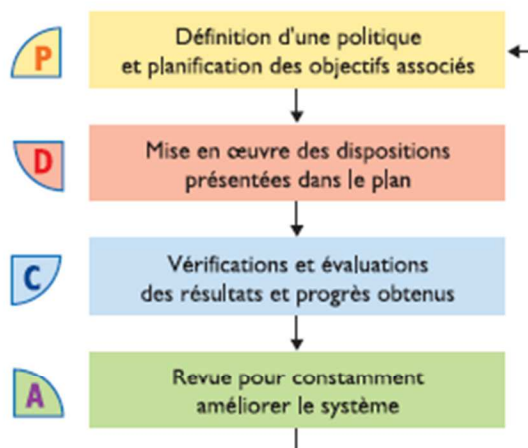 P
Définition d'une politique
et planification des objectifs associés
D
Mise en œuvre des dispositions
présentées dans le plan
C
Vérifications et évaluations
des résultats et progrès obtenus
A
Revue pour constamment
améliorer le système